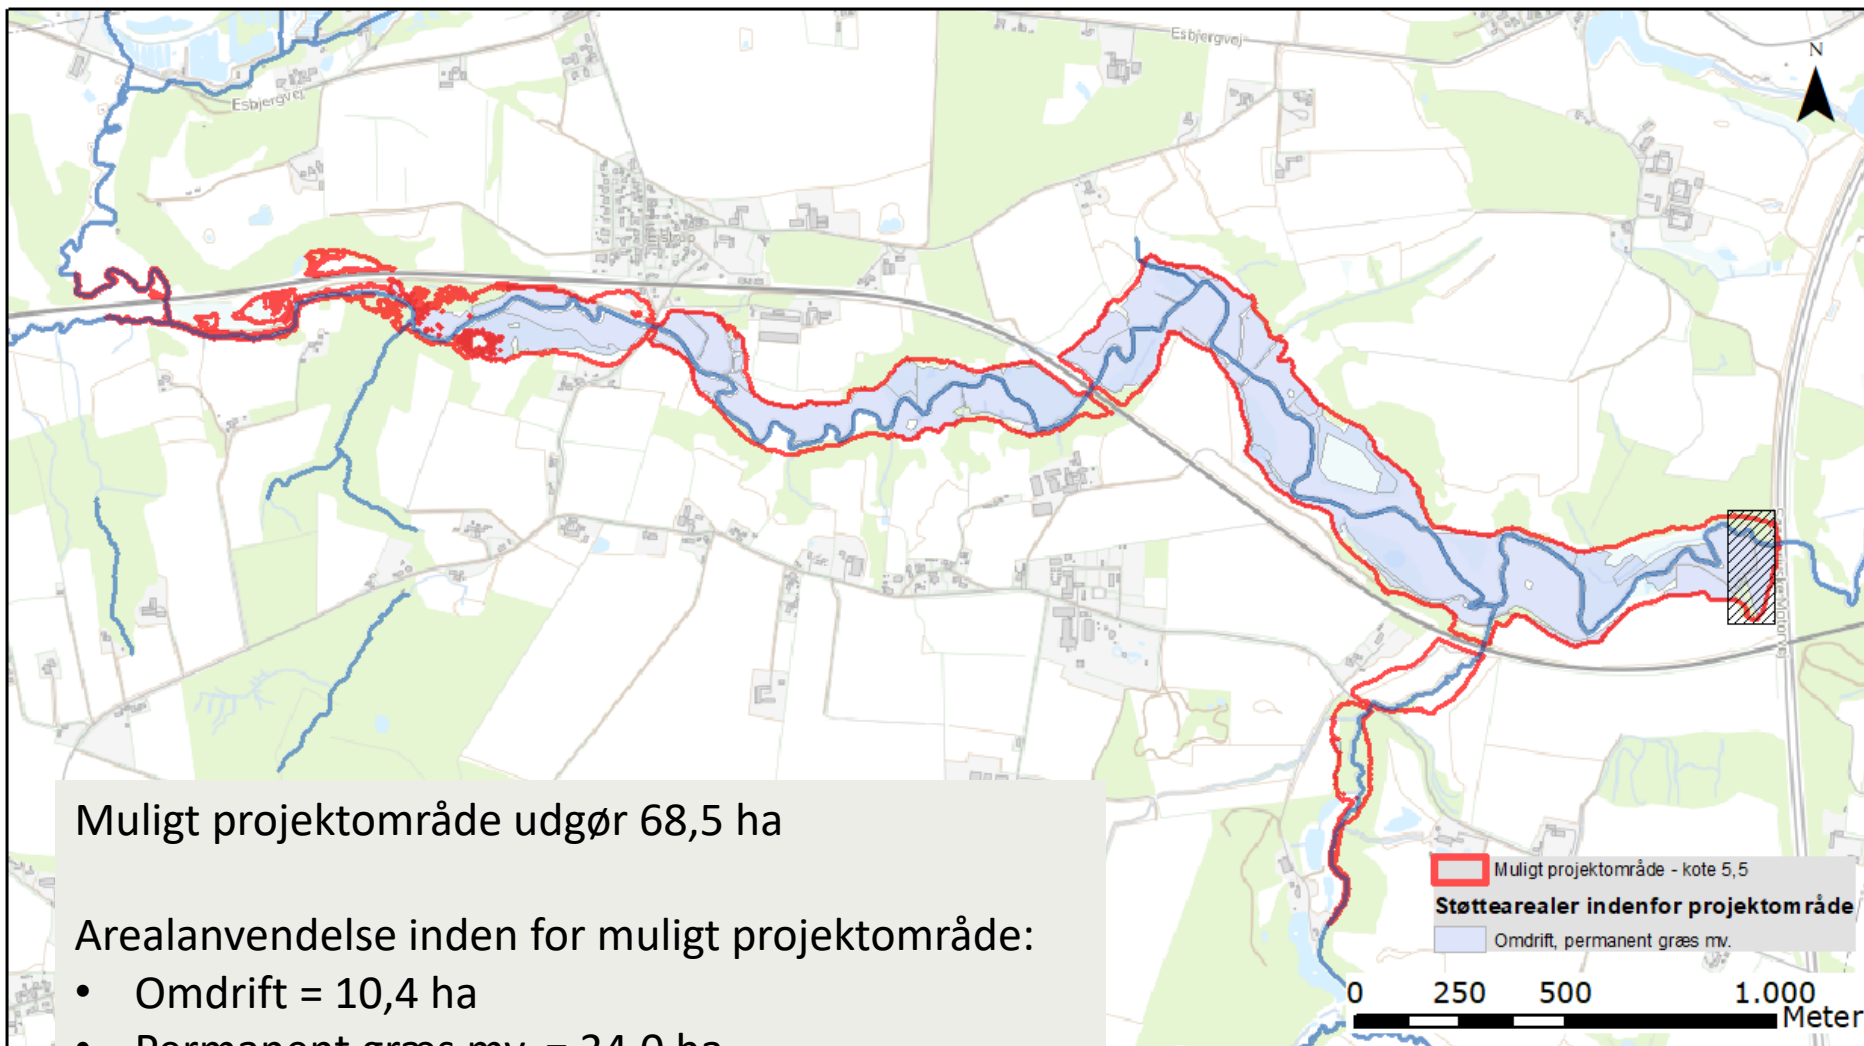 Esbjergvej
N
Esbjergvej
Muligt projektområde udgør 68,5 ha
Arealanvendelse inden for muligt projektområde:
• Omdrift = 10,4 ha
Muligt projektområde - kote 5,5
Støttearealer indenfor projektområde
Omdrift, permanent græs mv.
0 250 500 1.000
Meter